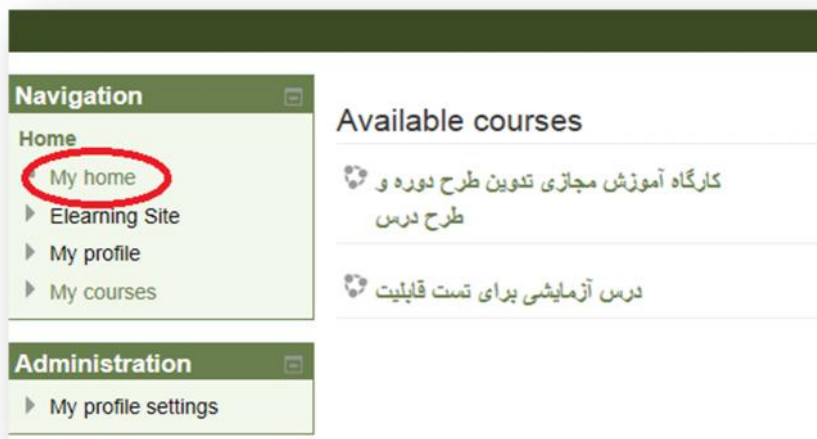 Navigation
Home
My home
Elearning Site
My profile
My courses
Administration
My profile settings
Available courses
کارگاه آموزش مجازی تدوین طرح دوره و
طرح درس
درس آزمایشی برای تست قابلیت